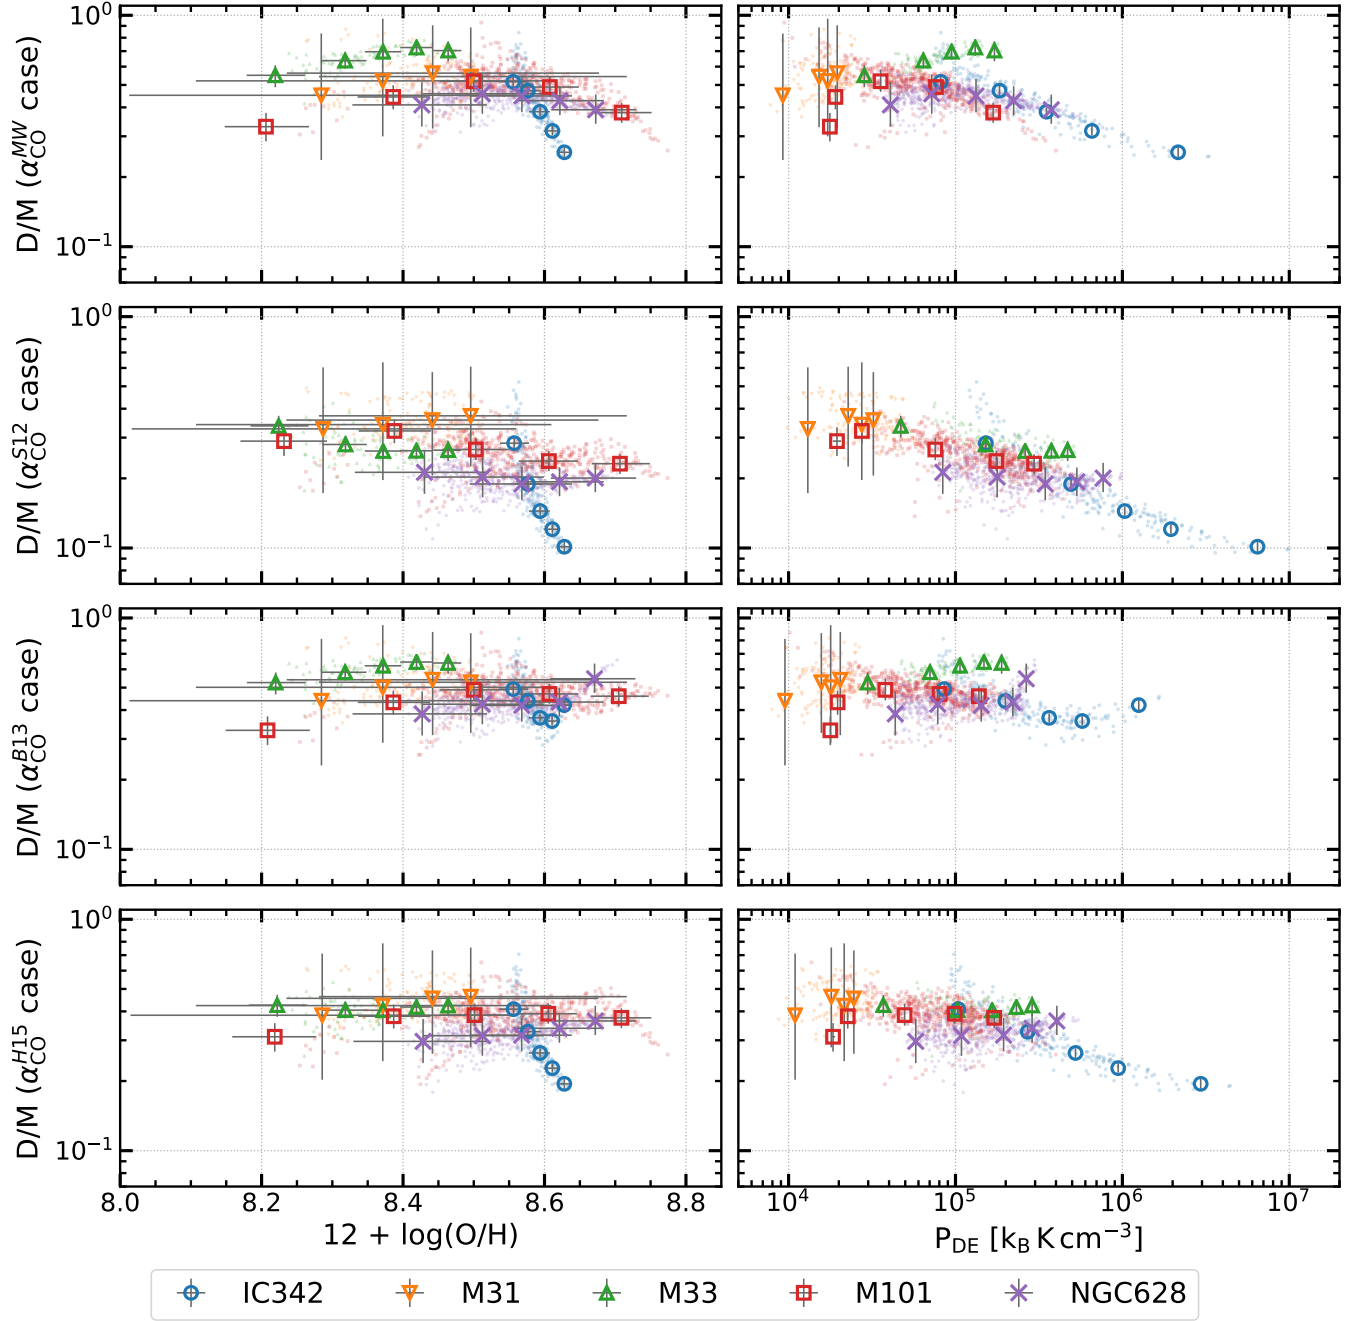 10⁰
10⁻¹
D/M (α_CO^MW case)
10⁰
10⁻¹
D/M (α_CO^S12 case)
10⁰
10⁻¹
D/M (α_CO^B13 case)
10⁰
10⁻¹
D/M (α_CO^H15 case)
8.0 8.2 8.4 8.6 8.8
10⁴ 10⁵ 10⁶ 10⁷
12 + log(O/H)
P_DE [k_B K cm⁻³]
IC342 M31 M33 M101 NGC628